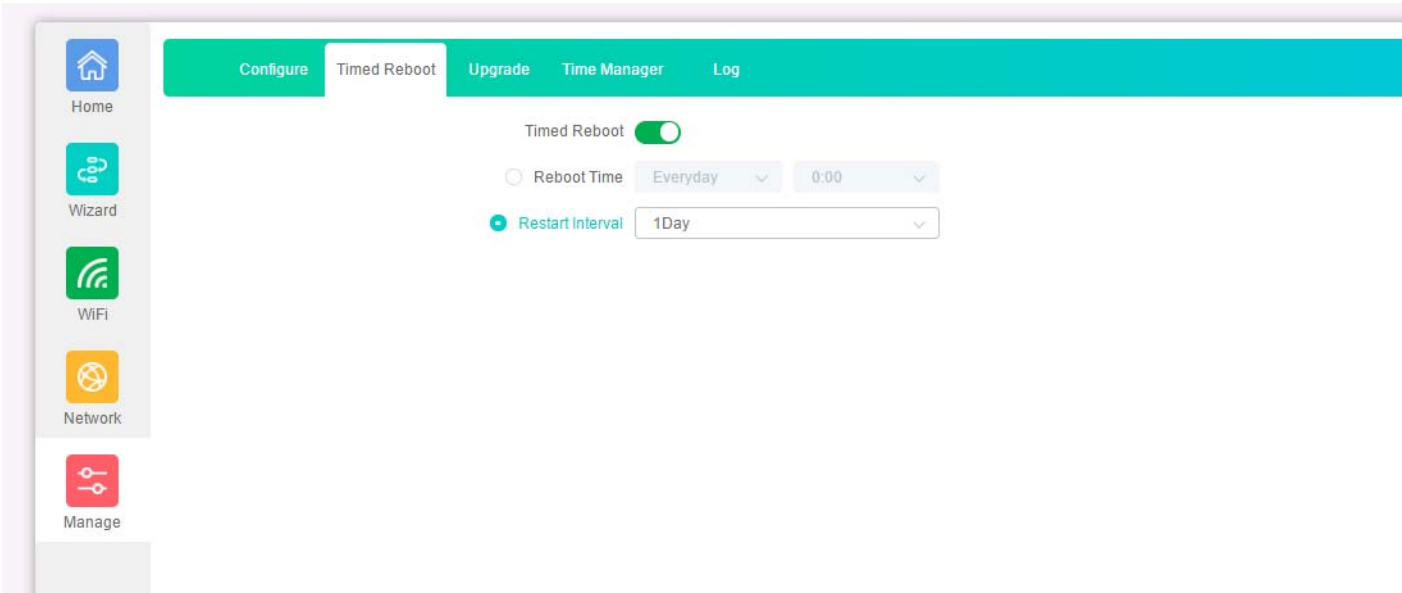 Home
Wizard
WiFi
Network
Manage
Configure Timed Reboot Upgrade Time Manager Log
Timed Reboot
Reboot Time Everyday 0:00
Restart Interval 1Day